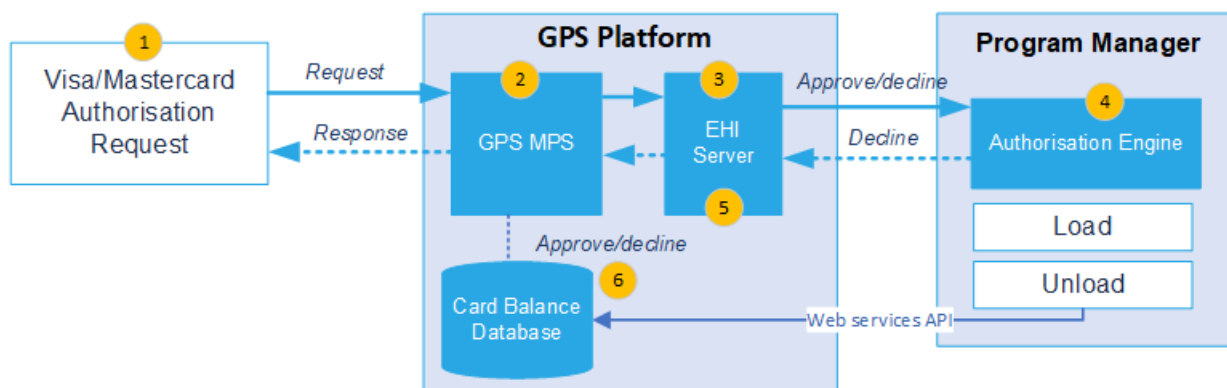 1
Visa/Mastercard
Authorisation
Request
Request
Response
GPS Platform
2
GPS MPS
3
EHI
Server
5
Approve/decline
6
Card Balance
Database
Approve/decline
Decline
Program Manager
4
Authorisation Engine
Load
Unload
Web services API